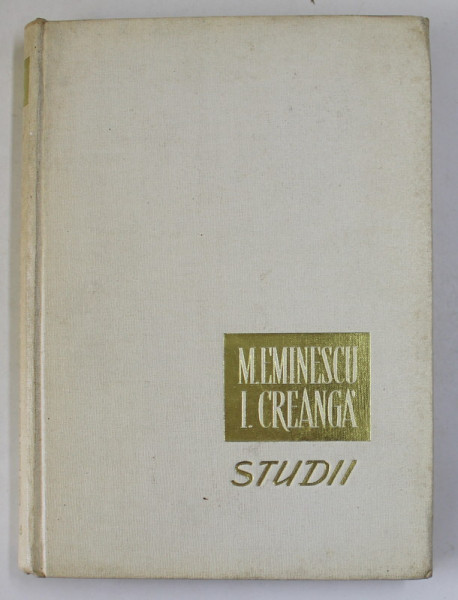 M. EMINESCU
I. CREANGĂ
STUDII